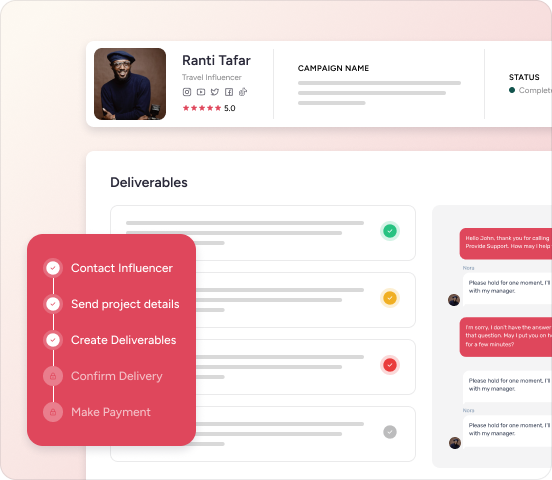 Ranti Tafar
Travel Influencer
5.0
CAMPAIGN NAME
STATUS
Complete
Deliverables
Contact Influencer
Send project details
Create Deliverables
Confirm Delivery
Make Payment
Hello John, thank you for calling
Provide Support. How may I help
Nora
Please hold for one moment, I'll
with my manager.
I'm sorry, I don't have the answer
that question. May I put you on
for a few minutes?
Please hold for one moment, I'll
with my manager.
Nora
Please hold for one moment, I'll
with my manager.